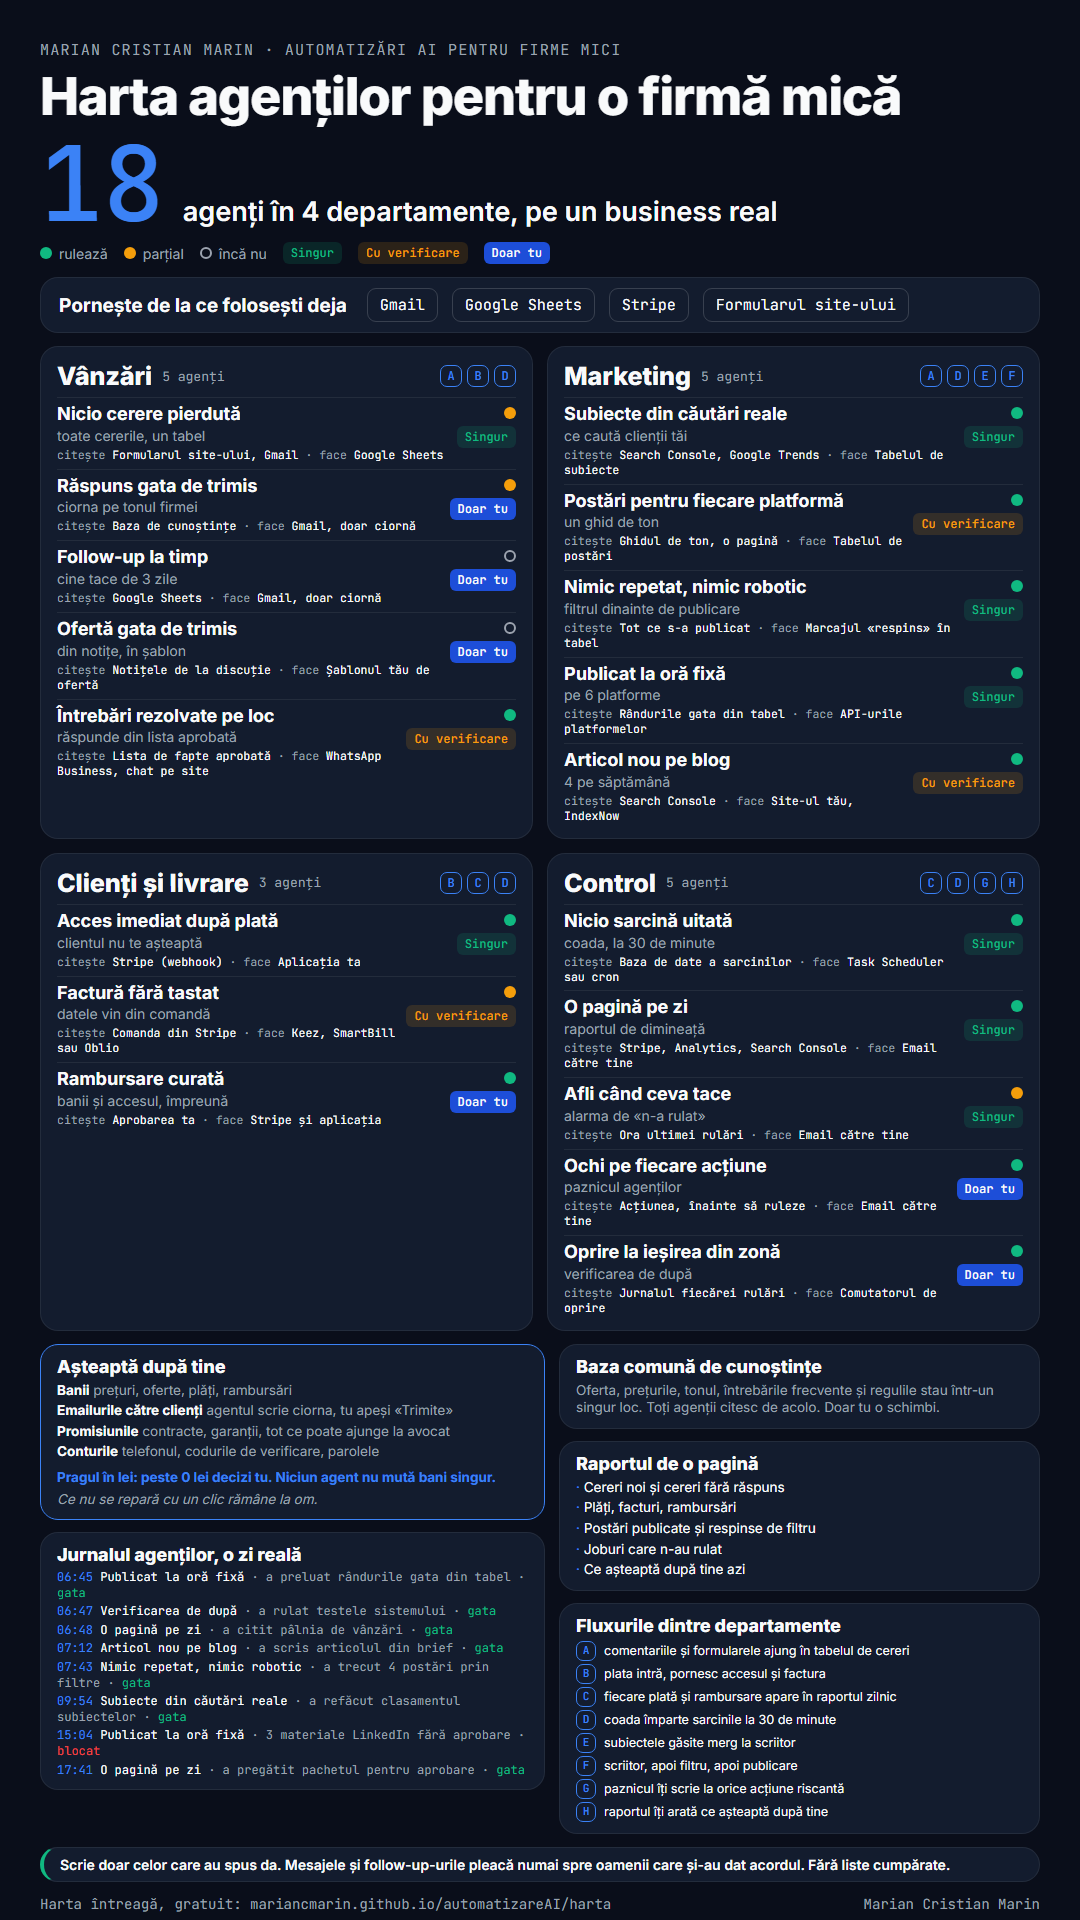 MARIAN CRISTIAN MARIN · AUTOMATIZĂRI AI PENTRU FIRME MICI
Harta agenților pentru o firmă mică
18 agenți în 4 departamente, pe un business real
rulează parțial încă nu Singur Cu verificare Doar tu
Pornește de la ce folosești deja Gmail Google Sheets Stripe Formularul site-ului
Vânzări 5 agenți A B D
Nicio cerere pierdută
toate cererile, un tabel Singur
citește Formularul site-ului, Gmail · face Google Sheets
Răspuns gata de trimis
ciorna pe tonul firmei Doar tu
citește Baza de cunoștințe · face Gmail, doar ciornă
Follow-up la timp
cine tace de 3 zile Doar tu
citește Google Sheets · face Gmail, doar ciornă
Ofertă gata de trimis
din notițe, în șablon Doar tu
citește Notițele de la discuție · face Șablonul tău de
ofertă
Întrebări rezolvate pe loc
răspunde din lista aprobată Cu verificare
citește Lista de fapte aprobată · face WhatsApp
Business, chat pe site
Marketing 5 agenți A D E F
Subiecte din căutări reale
ce caută clienții tăi Singur
citește Search Console, Google Trends · face Tabelul de
subiecte
Postări pentru fiecare platformă
un ghid de ton Cu verificare
citește Ghidul de ton, o pagină · face Tabelul de
postări
Nimic repetat, nimic robotic
filtrul dinainte de publicare Singur
citește Tot ce s-a publicat · face Marcajul «respins» în
tabel
Publicat la oră fixă
pe 6 platforme Singur
citește Rândurile gata din tabel · face API-urile
platformelor
Articol nou pe blog
4 pe săptămână Cu verificare
citește Search Console · face Site-ul tău,
IndexNow
Clienți și livrare 3 agenți B C D
Acces imediat după plată
clientul nu te așteaptă Singur
citește Stripe (webhook) · face Aplicația ta
Factură fără tastat
datele vin din comandă Cu verificare
citește Comanda din Stripe · face Keez, SmartBill
sau Oblio
Rambursare curată
banii și accesul, împreună Doar tu
citește Aprobarea ta · face Stripe și aplicația
Control 5 agenți C D G H
Nicio sarcină uitată
coada, la 30 de minute Singur
citește Baza de date a sarcinilor · face Task Scheduler
sau cron
O pagină pe zi
raportul de dimineață Singur
citește Stripe, Analytics, Search Console · face Email
către tine
Afli când ceva tace
alarma de «n-a rulat» Singur
citește Ora ultimei rulări · face Email către tine
Ochi pe fiecare acțiune
paznicul agenților Doar tu
citește Acțiunea, înainte să ruleze · face Email către
tine
Oprire la ieșirea din zonă
verificarea de după Doar tu
citește Jurnalul fiecărei rulări · face Comutatorul de
oprire
Așteaptă după tine
Banii prețuri, oferte, plăți, rambursări
Emailurile către clienți agentul scrie ciorna, tu apeși «Trimite»
Promisiunile contracte, garanții, tot ce poate ajunge la avocat
Conturile telefonul, codurile de verificare, parolele
Pragul în lei: peste 0 lei decizi tu. Niciun agent nu mută bani singur.
Ce nu se repară cu un clic rămâne la om.
Jurnalul agenților, o zi reală
06:45 Publicat la oră fixă · a preluat rândurile gata din tabel ·
gata
06:47 Verificarea de după · a rulat testele sistemului · gata
06:48 O pagină pe zi · a citit pâlnia de vânzări · gata
07:12 Articol nou pe blog · a scris articolul din brief · gata
07:43 Nimic repetat, nimic robotic · a trecut 4 postări prin
filtre · gata
09:54 Subiecte din căutări reale · a refăcut clasamentul
subiectelor · gata
15:04 Publicat la oră fixă · 3 materiale LinkedIn fără aprobare ·
blocat
17:41 O pagină pe zi · a pregătit pachetul pentru aprobare · gata
Baza comună de cunoștințe
Oferta, prețurile, tonul, întrebările frecvente și regulile stau într-un
singur loc. Toți agenții citesc de acolo. Doar tu o schimbi.
Raportul de o pagină
· Cereri noi și cereri fără răspuns
· Plăți, facturi, rambursări
· Postări publicate și respinse de filtru
· Joburi care n-au rulat
· Ce așteaptă după tine azi
Fluxurile dintre departamente
A comentariile și formularele ajung în tabelul de cereri
B plata intră, pornesc accesul și factura
C fiecare plată și rambursare apare în raportul zilnic
D coada împarte sarcinile la 30 de minute
E subiectele găsite merg la scriitor
F scriitor, apoi filtru, apoi publicare
G paznicul îți scrie la orice acțiune riscantă
H raportul îți arată ce așteaptă după tine
Scrie doar celor care au spus da. Mesajele și follow-up-urile pleacă numai spre oamenii care și-au dat acordul. Fără liste cumpărate.
Harta întreagă, gratuit: mariancmarin.github.io/automatizareAI/harta Marian Cristian Marin